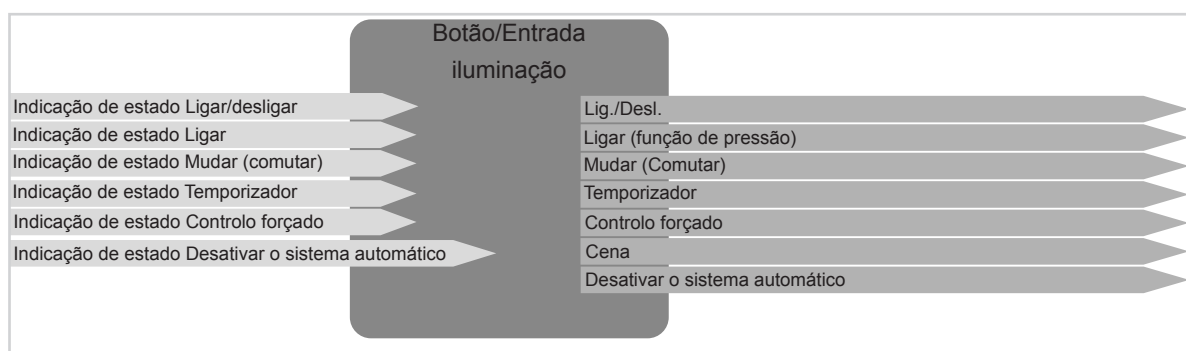 Botão/Entrada
iluminação
Indicação de estado Ligar/desligar
Indicação de estado Ligar
Indicação de estado Mudar (comutar)
Indicação de estado Temporizador
Indicação de estado Controlo forçado
Indicação de estado Desativar o sistema automático
Lig./Desl.
Ligar (função de pressão)
Mudar (Comutar)
Temporizador
Controlo forçado
Cena
Desativar o sistema automático